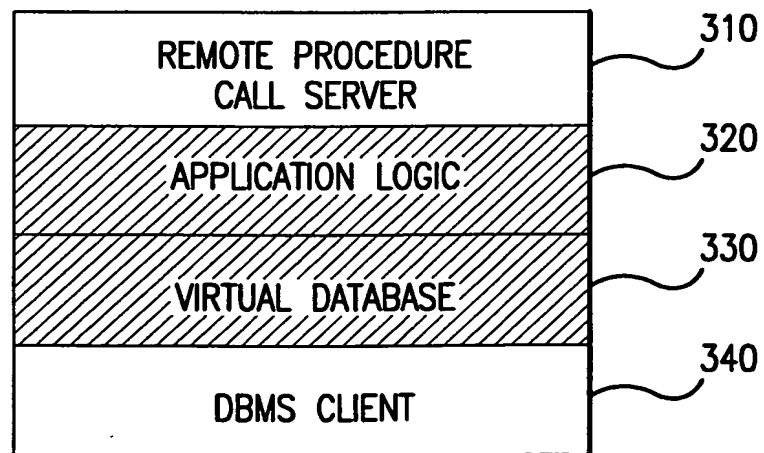 REMOTE PROCEDURE
CALL SERVER
310
APPLICATION LOGIC
320
VIRTUAL DATABASE
330
DBMS CLIENT
340